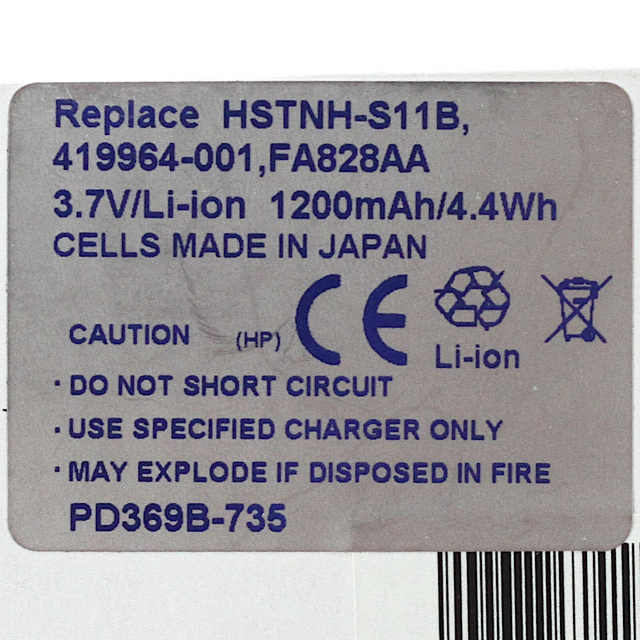 Replace HSTNH-S11B,
419964-001,FA828AA
3.7V/Li-ion 1200mAh/4.4Wh
CELLS MADE IN JAPAN
CAUTION (HP) CE
Li-ion
· DO NOT SHORT CIRCUIT
· USE SPECIFIED CHARGER ONLY
· MAY EXPLODE IF DISPOSED IN FIRE
PD369B-735